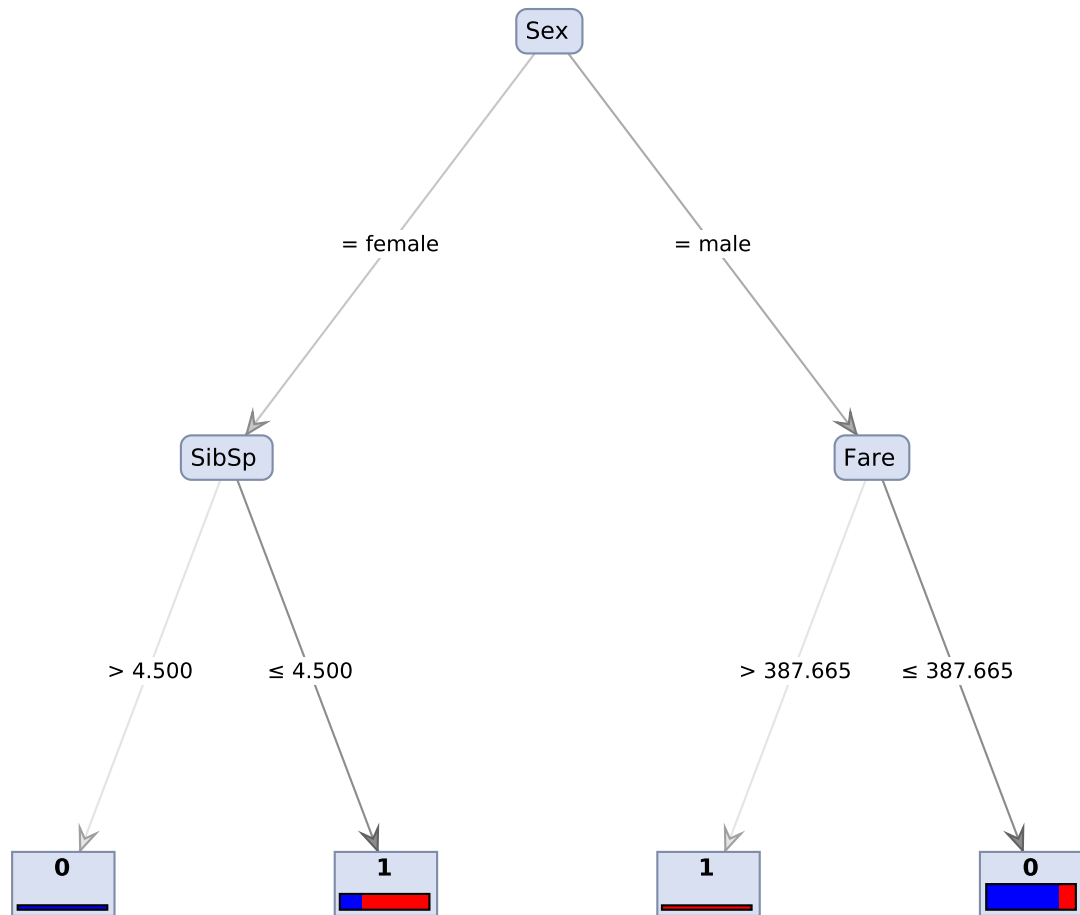 Sex
= female
= male
SibSp
Fare
> 4.500
≤ 4.500
> 387.665
≤ 387.665
0
1
1
0